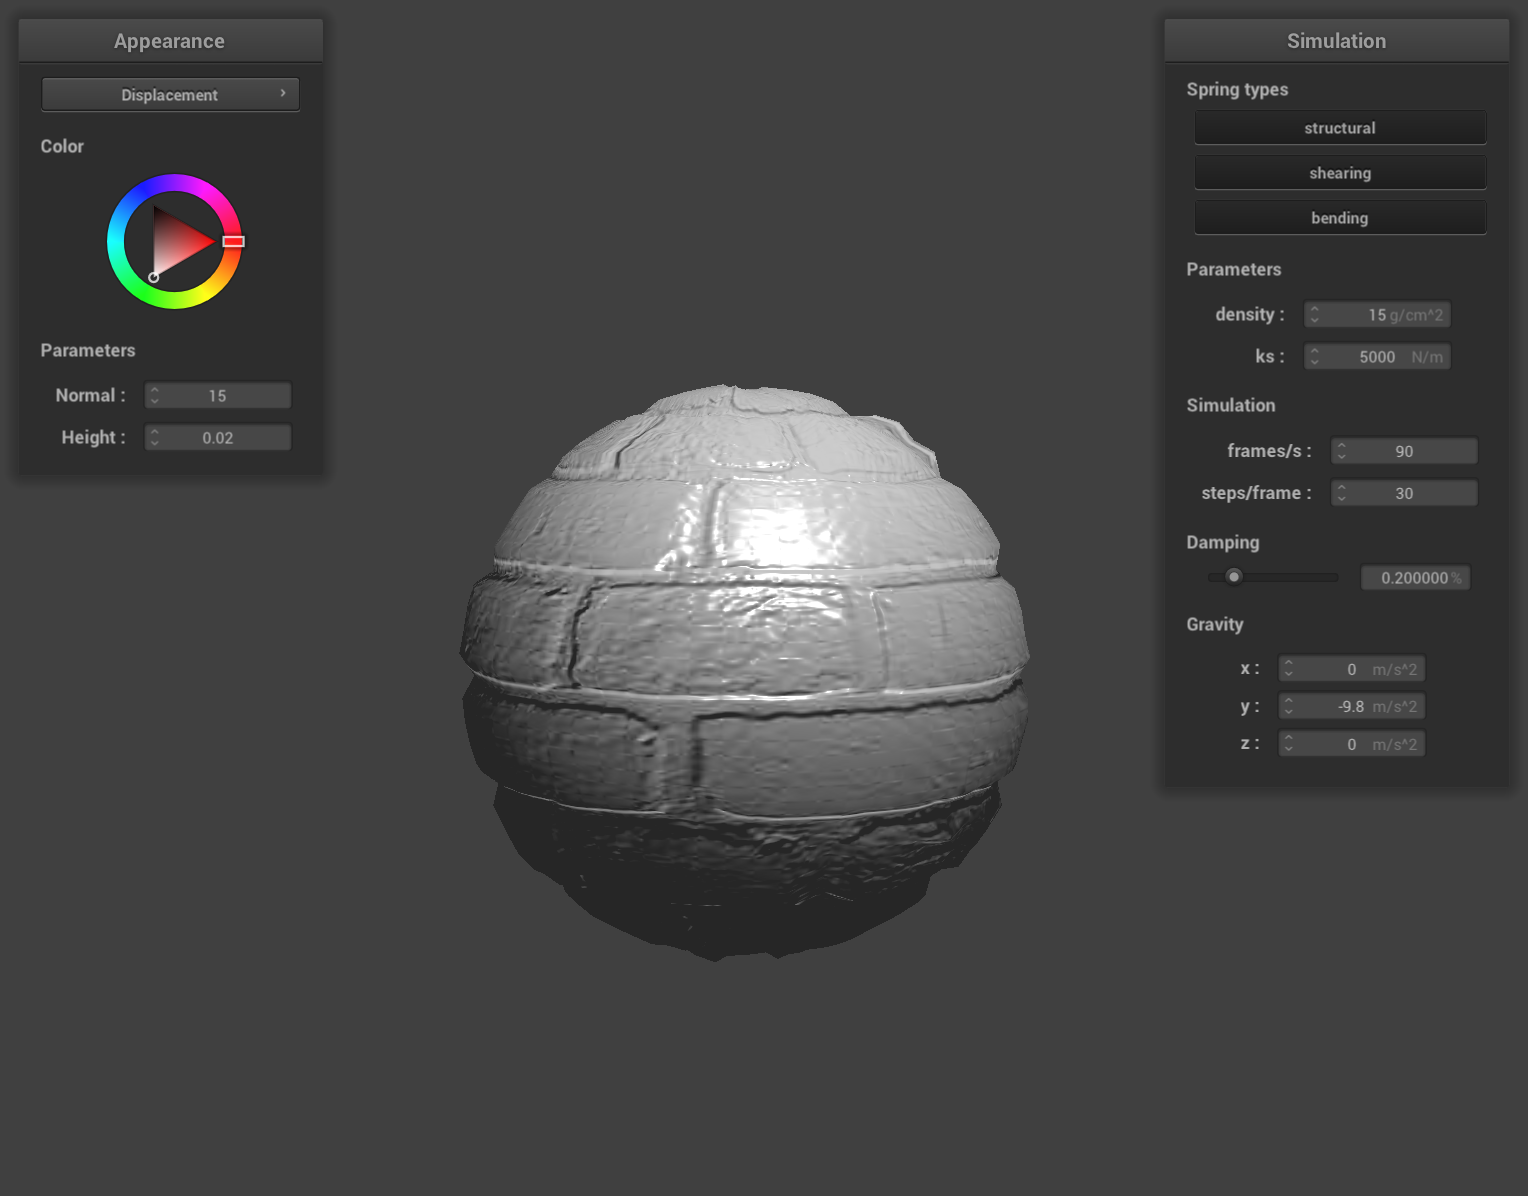 Appearance
Displacement ›
Color
Parameters
Normal : 15
Height : 0.02
Simulation
Spring types
structural
shearing
bending
Parameters
density : 15 g/cm^2
ks : 5000 N/m
Simulation
frames/s : 90
steps/frame : 30
Damping
0.200000 %
Gravity
x : 0 m/s^2
y : -9.8 m/s^2
z : 0 m/s^2